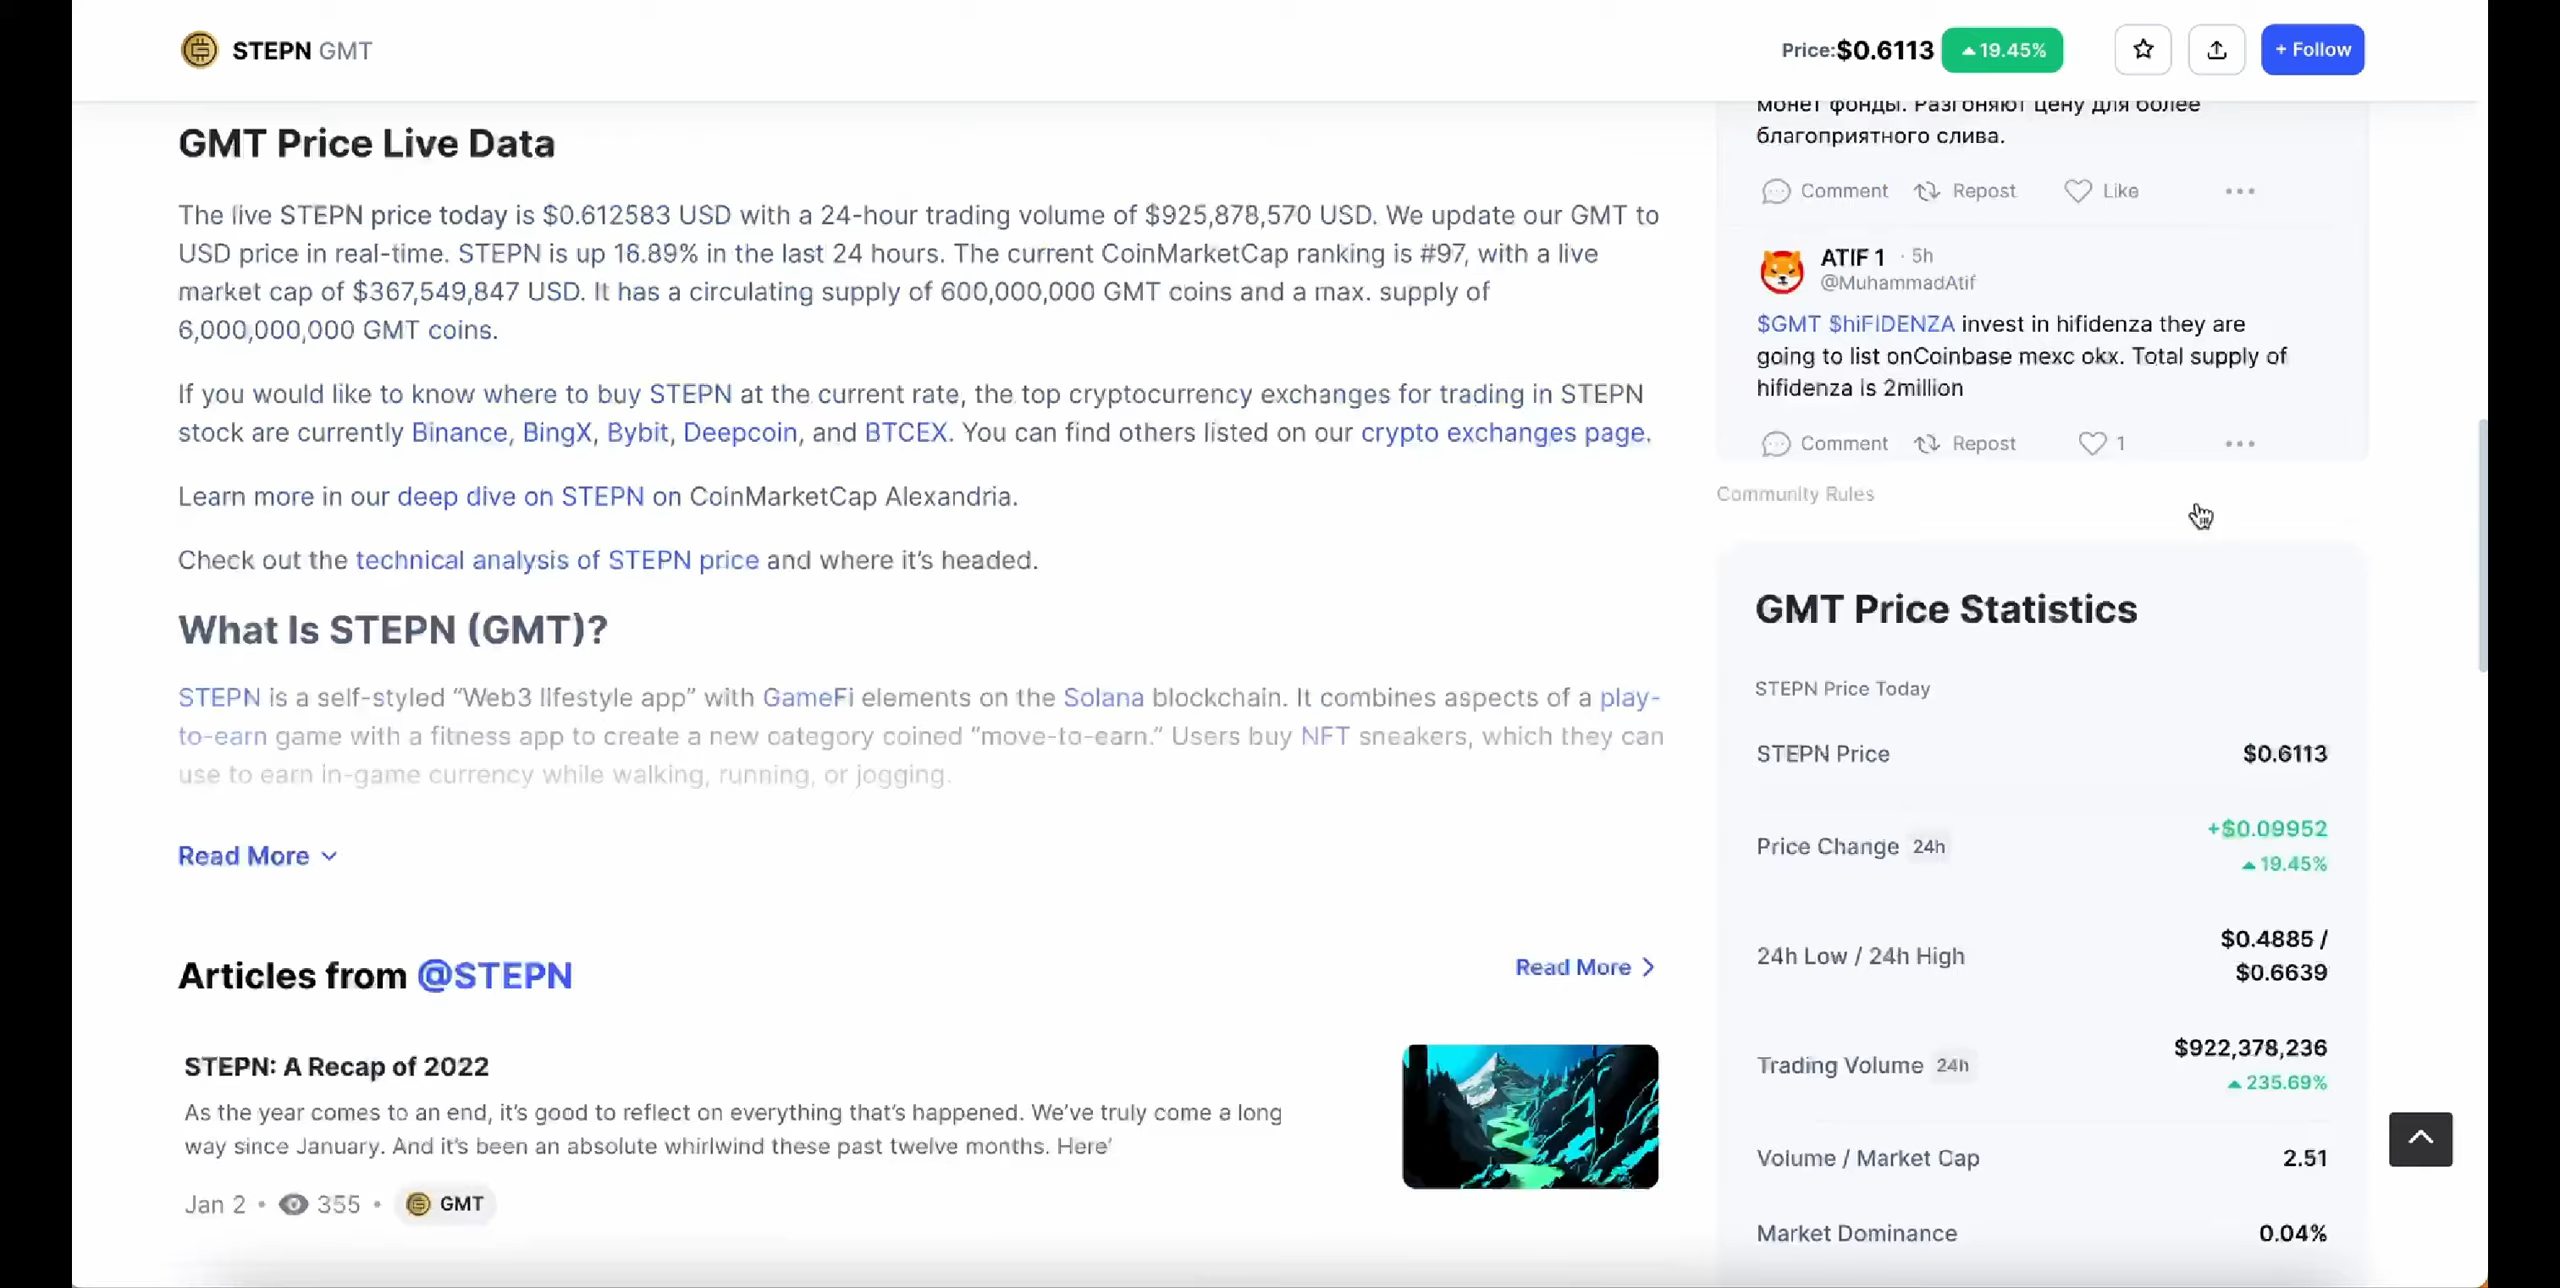 STEPN GMT
Price:$0.6113 ▲19.45%
+ Follow
GMT Price Live Data
The live STEPN price today is $0.612583 USD with a 24-hour trading volume of $925,878,570 USD. We update our GMT to
USD price in real-time. STEPN is up 16.89% in the last 24 hours. The current CoinMarketCap ranking is #97, with a live
market cap of $367,549,847 USD. It has a circulating supply of 600,000,000 GMT coins and a max. supply of
6,000,000,000 GMT coins.
If you would like to know where to buy STEPN at the current rate, the top cryptocurrency exchanges for trading in STEPN
stock are currently Binance, BingX, Bybit, Deepcoin, and BTCEX. You can find others listed on our crypto exchanges page.
Learn more in our deep dive on STEPN on CoinMarketCap Alexandria.
Check out the technical analysis of STEPN price and where it's headed.
What Is STEPN (GMT)?
STEPN is a self-styled “Web3 lifestyle app” with GameFi elements on the Solana blockchain. It combines aspects of a play-
to-earn game with a fitness app to create a new category coined “move-to-earn.” Users buy NFT sneakers, which they can
use to earn in-game currency while walking, running, or jogging.
Read More
Articles from @STEPN
Read More
STEPN: A Recap of 2022
As the year comes to an end, it’s good to reflect on everything that’s happened. We’ve truly come a long
way since January. And it’s been an absolute whirlwind these past twelve months. Here’
Jan 2 • 355 • GMT
монет фонды. Разгоняют цену для более
благоприятного слива.
Comment Repost Like
ATIF 1 · 5h
@MuhammadAtif
$GMT $hiFIDENZA invest in hifidenza they are
going to list onCoinbase mexc okx. Total supply of
hifidenza is 2million
Comment Repost 1
Community Rules
GMT Price Statistics
STEPN Price Today
STEPN Price $0.6113
Price Change 24h +$0.09952
▲19.45%
24h Low / 24h High $0.4885 /
$0.6639
Trading Volume 24h $922,378,236
▲235.69%
Volume / Market Cap 2.51
Market Dominance 0.04%